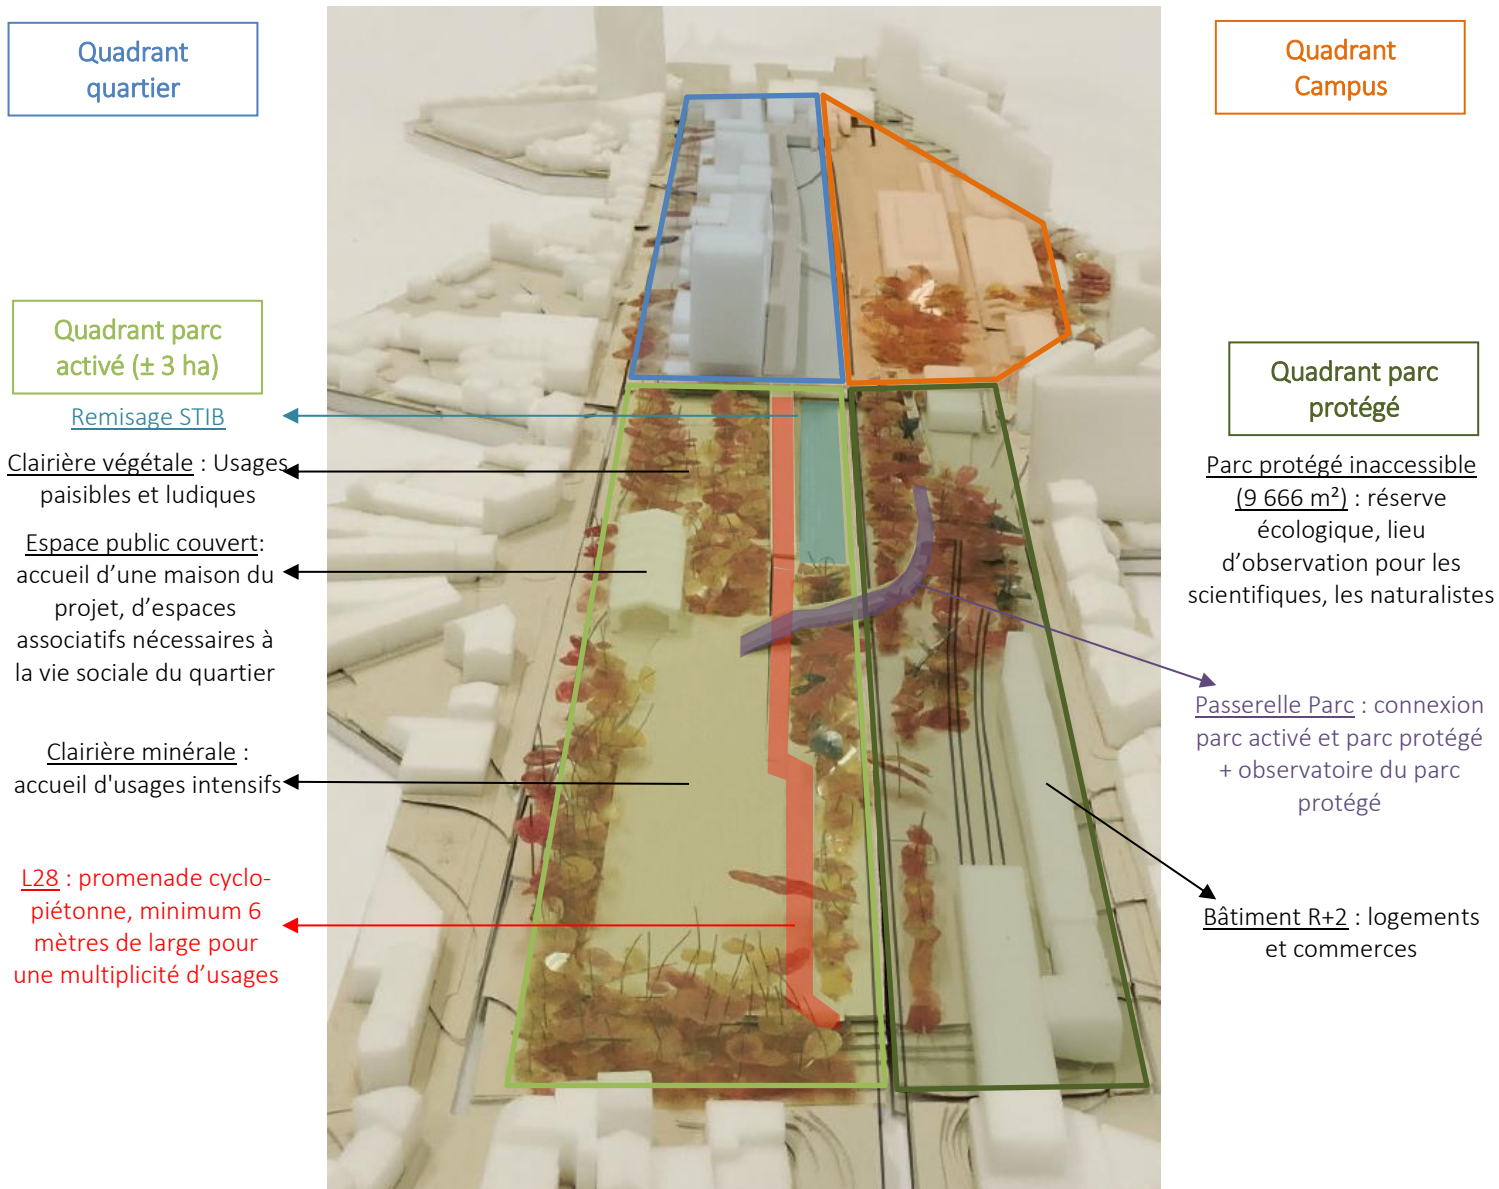 Quadrant
quartier
Quadrant parc
activé (± 3 ha)
Remisage STIB
Clairière végétale : Usages
paisibles et ludiques
Espace public couvert:
accueil d’une maison du
projet, d’espaces
associatifs nécessaires à
la vie sociale du quartier
Clairière minérale :
accueil d'usages intensifs
L28 : promenade cyclo-
piétonne, minimum 6
mètres de large pour
une multiplicité d’usages
Quadrant
Campus
Quadrant parc
protégé
Parc protégé inaccessible
(9 666 m²) : réserve
écologique, lieu
d’observation pour les
scientifiques, les naturalistes
Passerelle Parc : connexion
parc activé et parc protégé
+ observatoire du parc
protégé
Bâtiment R+2 : logements
et commerces